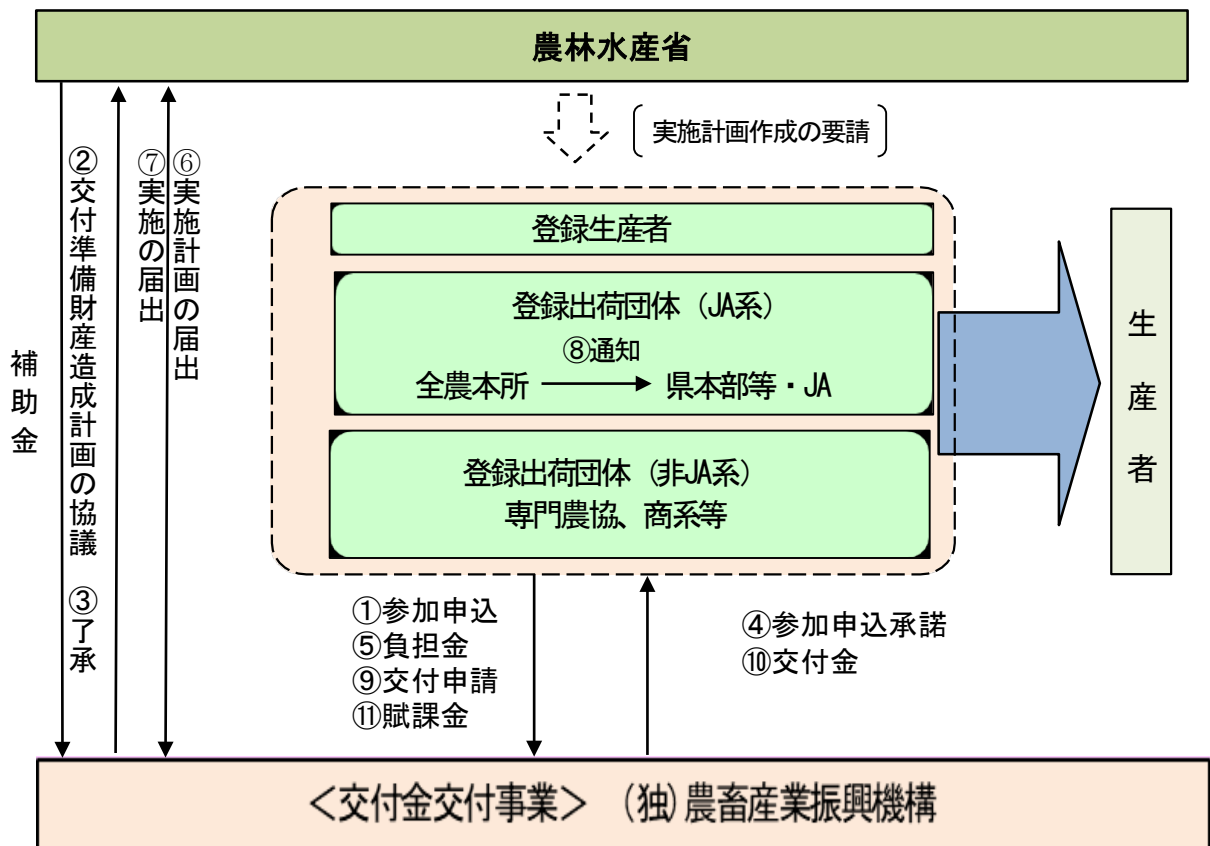 農林水産省
実施計画作成の要請
補助金
②交付準備財産造成計画の協議　③了承
⑦実施の届出
⑥実施計画の届出
登録生産者
登録出荷団体（JA系）
⑧通知
全農本所
県本部等・JA
登録出荷団体（非JA系）
専門農協、商系等
生産者
①参加申込
⑤負担金
⑨交付申請
⑪賦課金
④参加申込承諾
⑩交付金
＜交付金交付事業＞（独）農畜産業振興機構